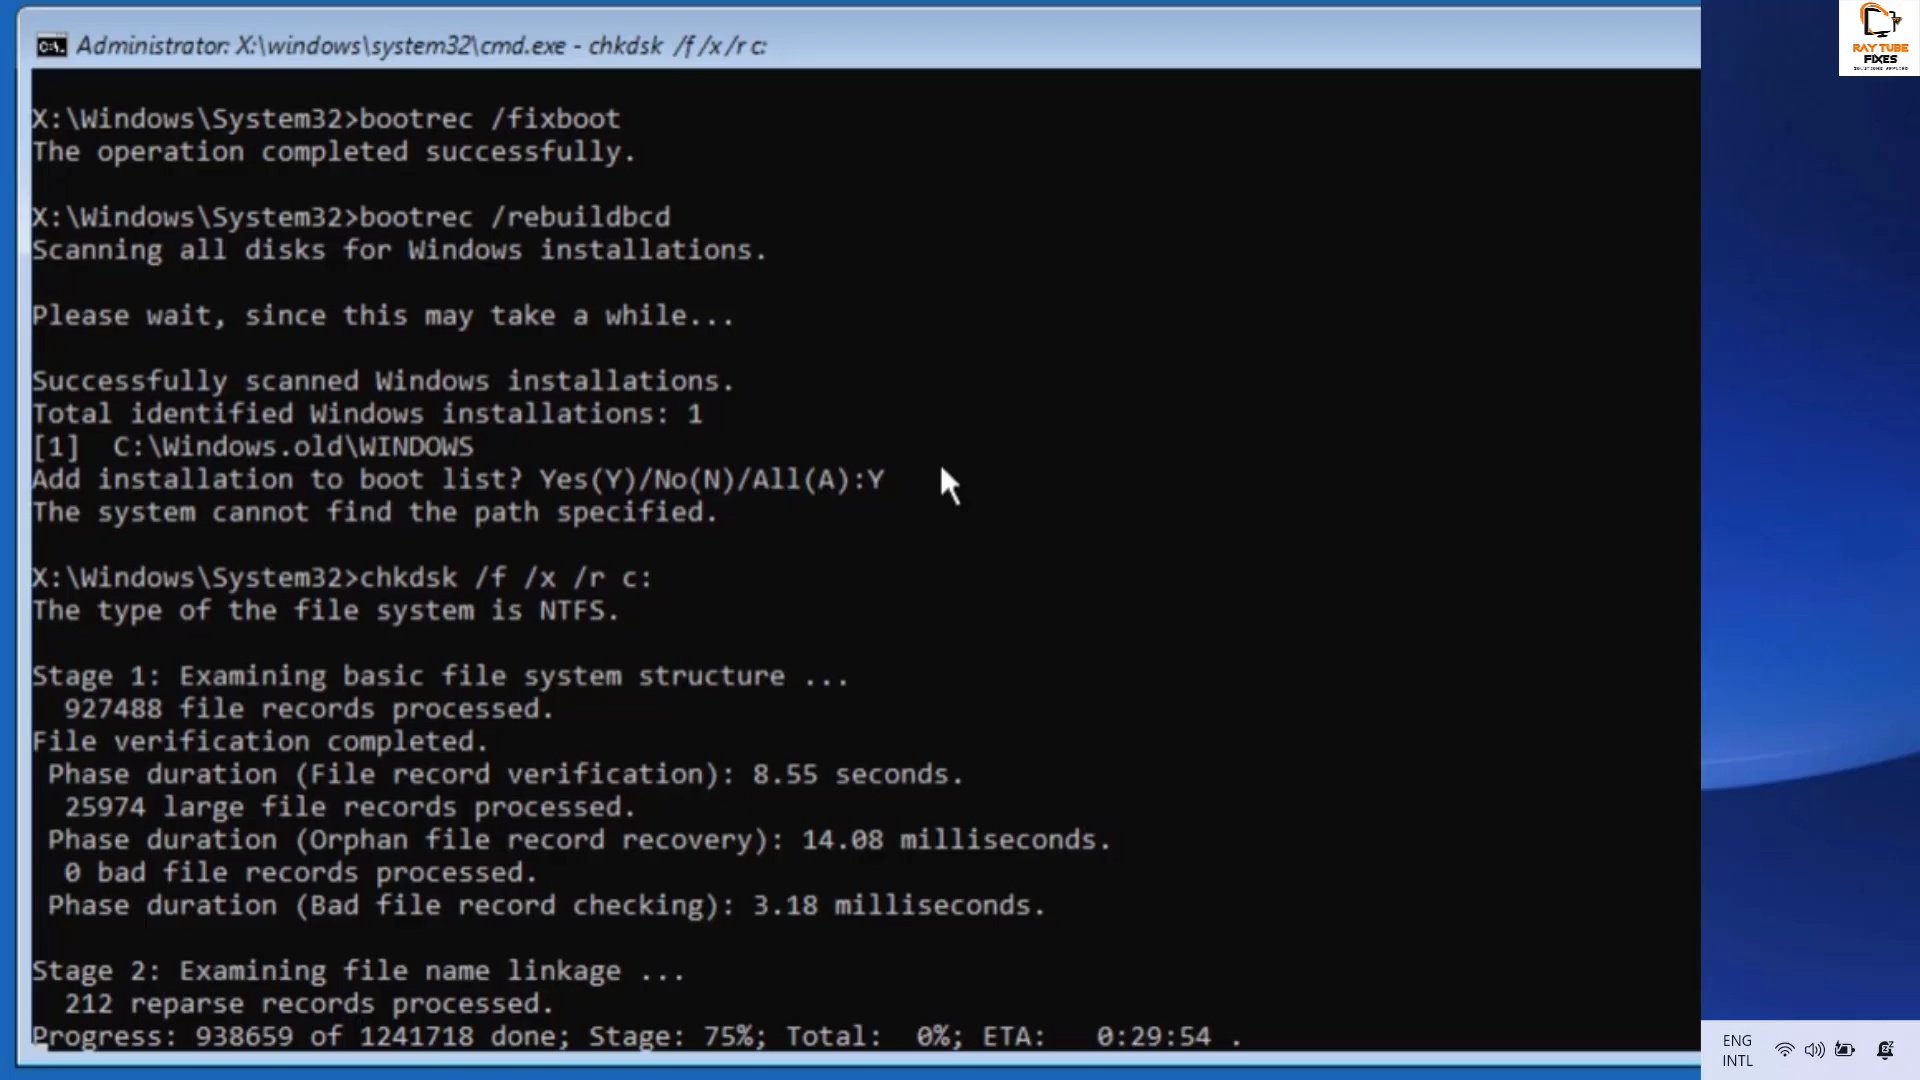 Administrator: X:\windows\system32\cmd.exe - chkdsk /f /x /r c:
RAY TUBE
FIXES
X:\Windows\System32>bootrec /fixboot
The operation completed successfully.
X:\Windows\System32>bootrec /rebuildbcd
Scanning all disks for Windows installations.
Please wait, since this may take a while...
Successfully scanned Windows installations.
Total identified Windows installations: 1
[1]  C:\Windows.old\WINDOWS
Add installation to boot list? Yes(Y)/No(N)/All(A):Y
The system cannot find the path specified.
X:\Windows\System32>chkdsk /f /x /r c:
The type of the file system is NTFS.
Stage 1: Examining basic file system structure ...
927488 file records processed.
File verification completed.
Phase duration (File record verification): 8.55 seconds.
25974 large file records processed.
Phase duration (Orphan file record recovery): 14.08 milliseconds.
0 bad file records processed.
Phase duration (Bad file record checking): 3.18 milliseconds.
Stage 2: Examining file name linkage ...
212 reparse records processed.
Progress: 938659 of 1241718 done; Stage: 75%; Total:  0%; ETA:   0:29:54 .
ENG
INTL